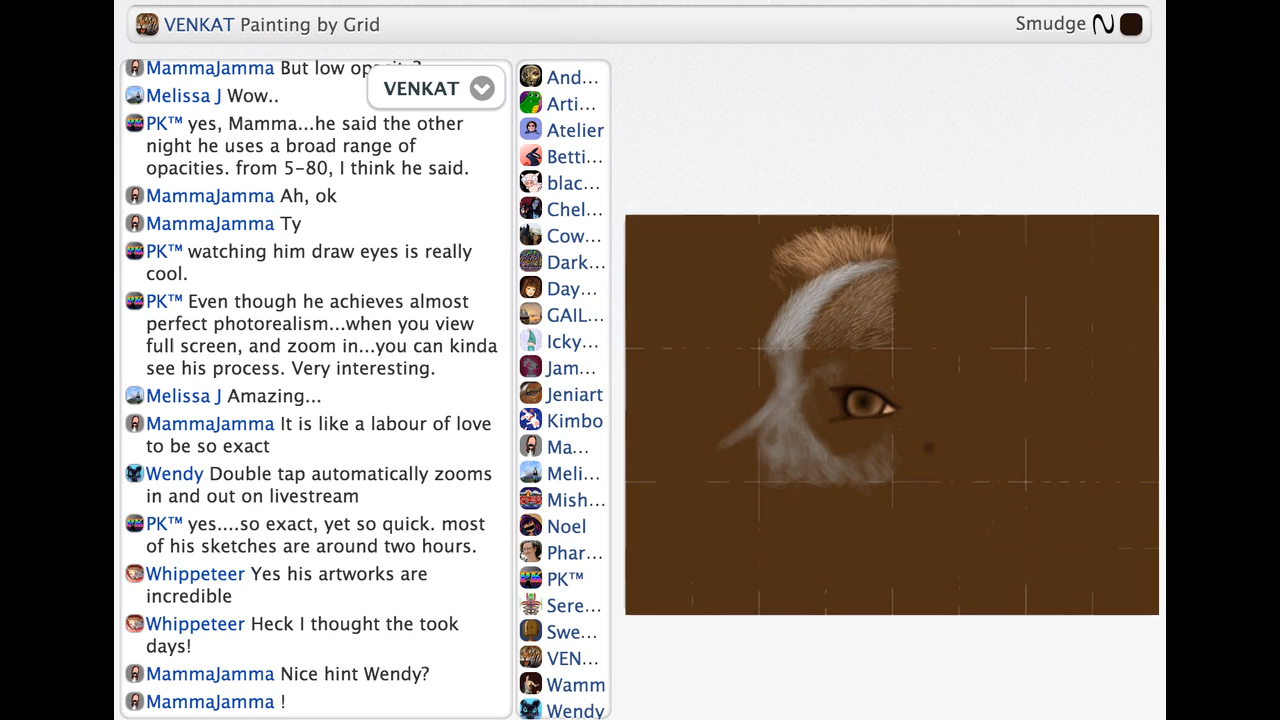 VENKAT Painting by Grid
Smudge
MammaJamma But low
VENKAT
Melissa J Wow..
PK™ yes, Mamma...he said the other
night he uses a broad range of
opacities. from 5-80, I think he said.
MammaJamma Ah, ok
MammaJamma Ty
PK™ watching him draw eyes is really
cool.
PK™ Even though he achieves almost
perfect photorealism...when you view
full screen, and zoom in...you can kinda
see his process. Very interesting.
Melissa J Amazing...
MammaJamma It is like a labour of love
to be so exact
Wendy Double tap automatically zooms
in and out on livestream
PK™ yes....so exact, yet so quick. most
of his sketches are around two hours.
Whippeteer Yes his artworks are
incredible
Whippeteer Heck I thought the took
days!
MammaJamma Nice hint Wendy?
MammaJamma !
And...
Arti...
Atelier
Betti...
blac...
Chel...
Cow...
Dark...
Day...
GAIL...
Icky...
Jam...
Jeniart
Kimbo
Ma...
Meli...
Mish...
Noel
Phar...
PK™
Sere...
Swe...
VEN...
Wamm
Wendy